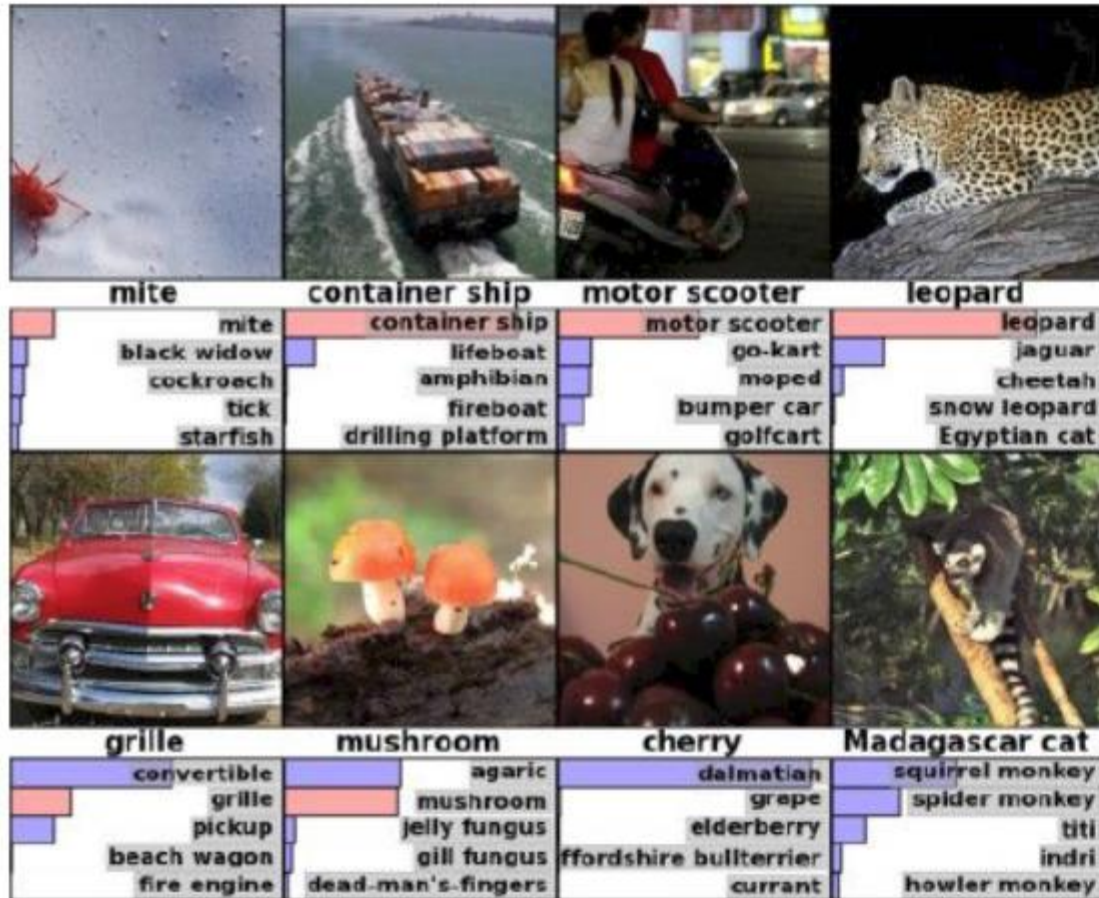 mite
container ship
motor scooter
leopard
mite
black widow
cockroach
tick
starfish
container ship
lifeboat
amphibian
fireboat
drilling platform
motor scooter
go-kart
moped
bumper car
golfcart
leopard
jaguar
cheetah
snow leopard
Egyptian cat
grille
mushroom
cherry
Madagascar cat
convertible
grille
pickup
beach wagon
fire engine
agaric
mushroom
jelly fungus
gill fungus
dead-man's-fingers
dalmatian
grape
elderberry
ffordshire bullterrier
currant
squirrel monkey
spider monkey
titi
indri
howler monkey